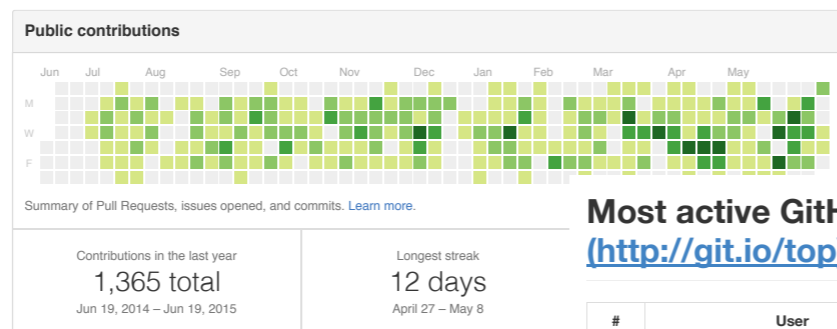 Public contributions
Jun Jul Aug Sep Oct Nov Dec Jan Feb Mar Apr May
M
W
F
Summary of Pull Requests, issues opened, and commits. Learn more.
Contributions in the last year
1,365 total
Jun 19, 2014 – Jun 19, 2015
Longest streak
12 days
April 27 – May 8
Most active GitH
(http://git.io/top
# User